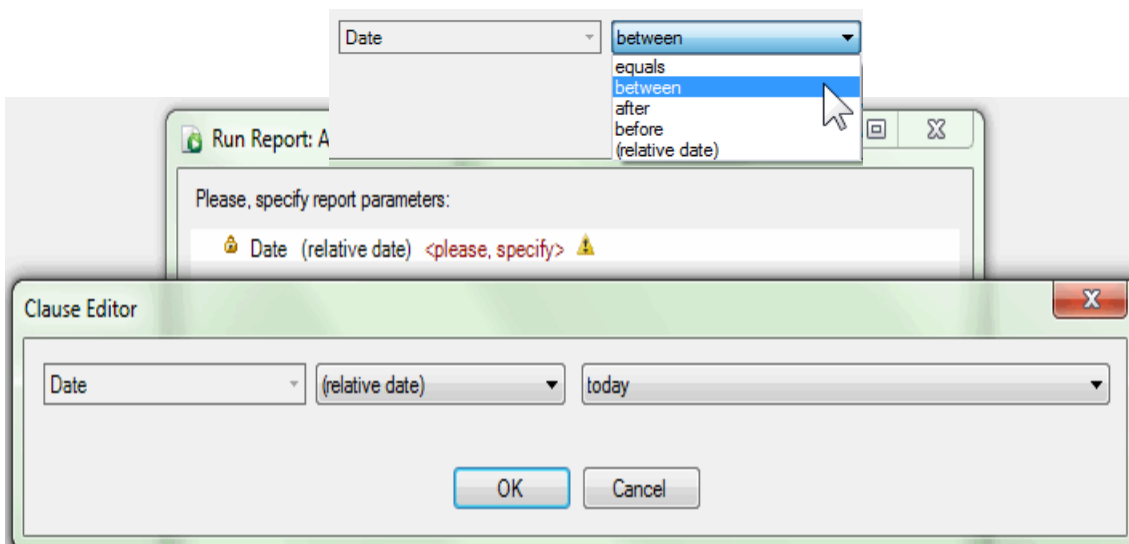 Date between
equals
between
after
before
(relative date)
Run Report: A
Please, specify report parameters:
Date (relative date) <please, specify>
Clause Editor
Date (relative date) today
OK Cancel